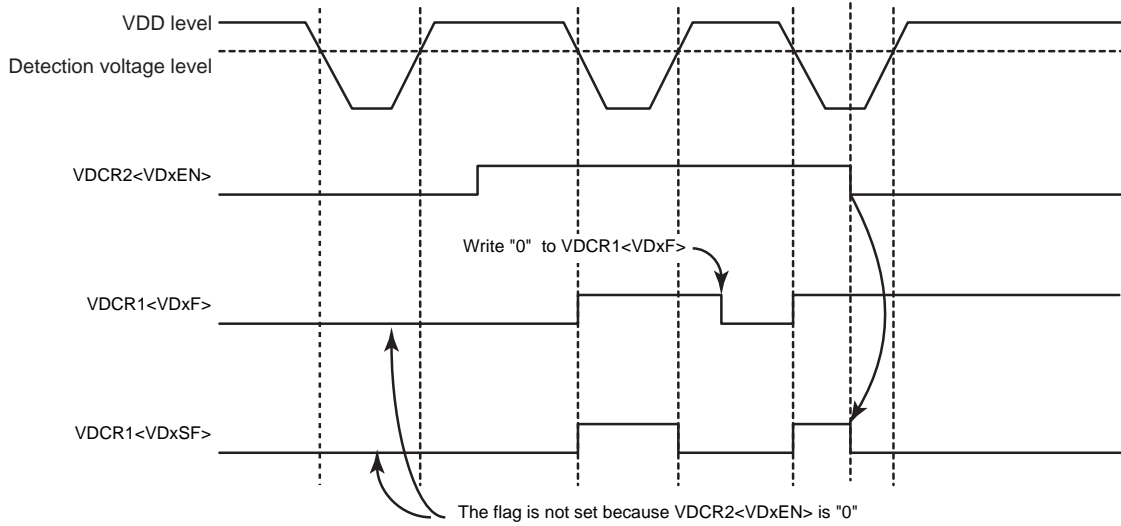 VDD level
Detection voltage level
VDCR2<VDxEN>
Write "0" to VDCR1<VDxF>
VDCR1<VDxF>
VDCR1<VDxSF>
The flag is not set because VDCR2<VDxEN> is "0"